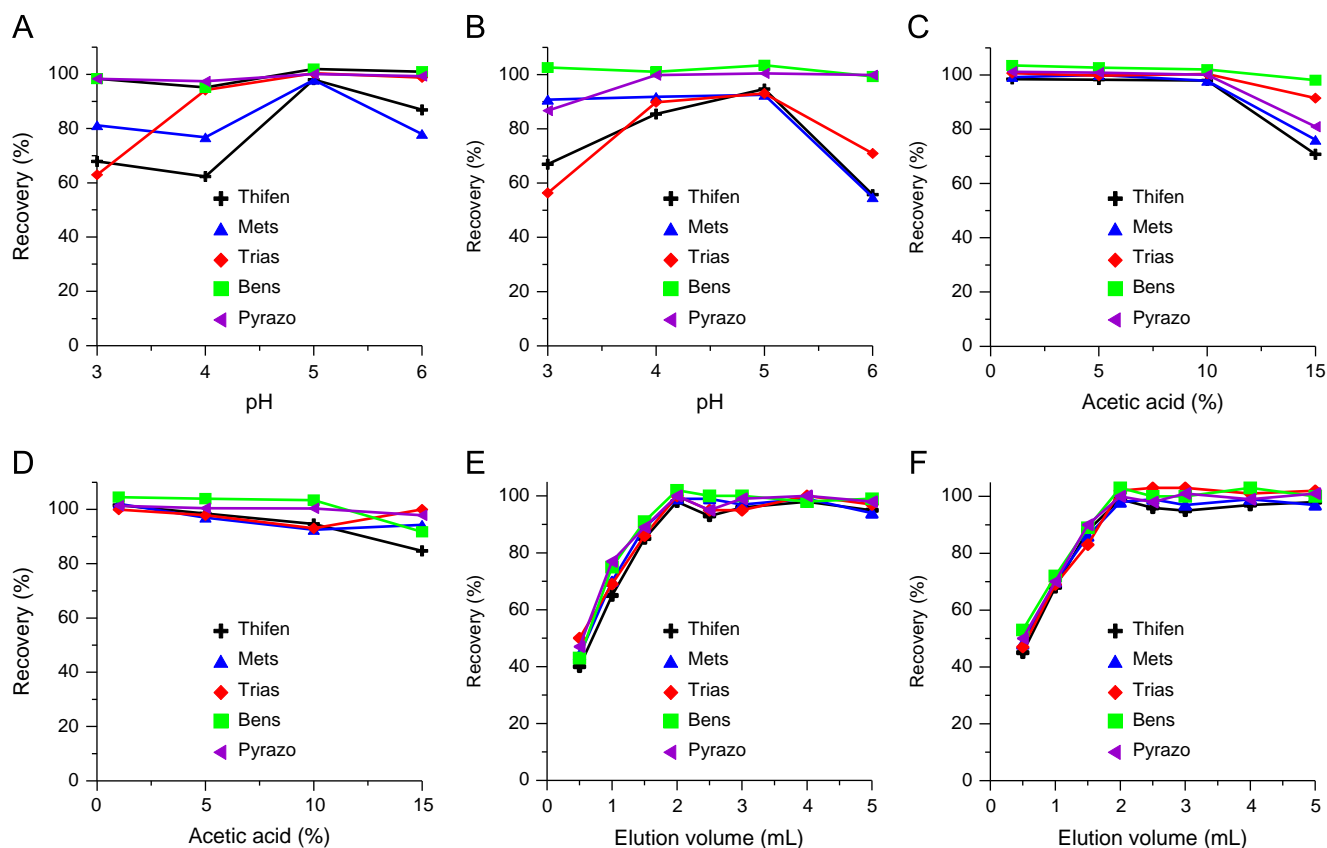 A
Recovery (%)
100
80
60
40
20
0
3
4
5
6
pH
Thifen
Mets
Trias
Bens
Pyrazo
B
Recovery (%)
100
80
60
40
20
0
3
4
5
6
pH
Thifen
Mets
Trias
Bens
Pyrazo
C
Recovery (%)
100
80
60
40
20
0
0
5
10
15
Acetic acid (%)
Thifen
Mets
Trias
Bens
Pyrazo
D
Recovery (%)
100
80
60
40
20
0
0
5
10
15
Acetic acid (%)
Thifen
Mets
Trias
Bens
Pyrazo
E
Recovery (%)
100
80
60
40
20
0
0
1
2
3
4
5
Elution volume (mL)
Thifen
Mets
Trias
Bens
Pyrazo
F
Recovery (%)
100
80
60
40
20
0
0
1
2
3
4
5
Elution volume (mL)
Thifen
Mets
Trias
Bens
Pyrazo